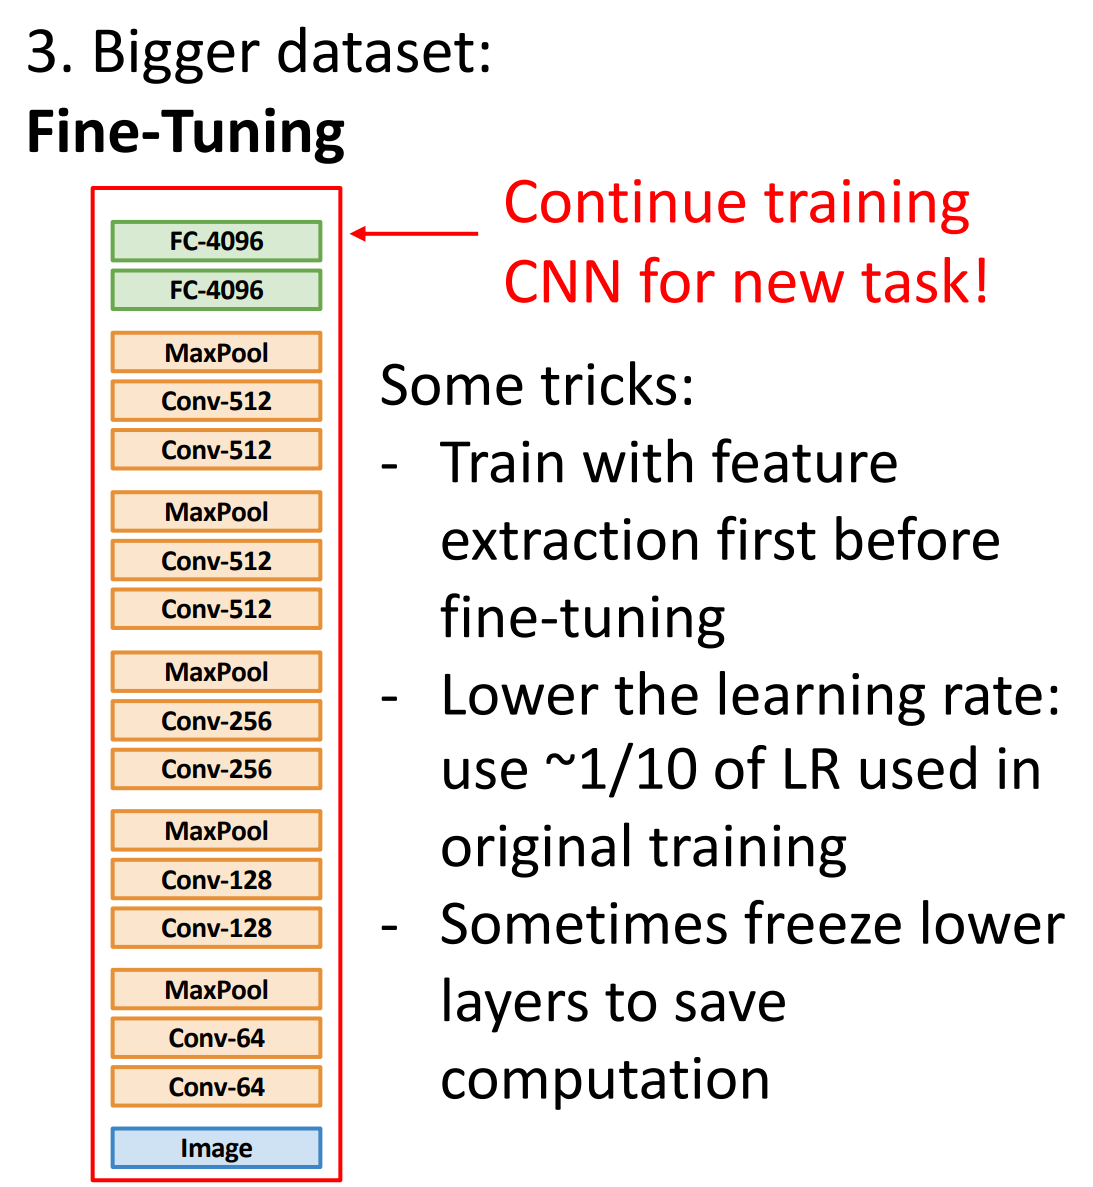 3. Bigger dataset:
Fine-Tuning
FC-4096
FC-4096
MaxPool
Conv-512
Conv-512
MaxPool
Conv-512
Conv-512
MaxPool
Conv-256
Conv-256
MaxPool
Conv-128
Conv-128
MaxPool
Conv-64
Conv-64
Image
Continue training
CNN for new task!
Some tricks:
- Train with feature
extraction first before
fine-tuning
- Lower the learning rate:
use ~1/10 of LR used in
original training
- Sometimes freeze lower
layers to save
computation